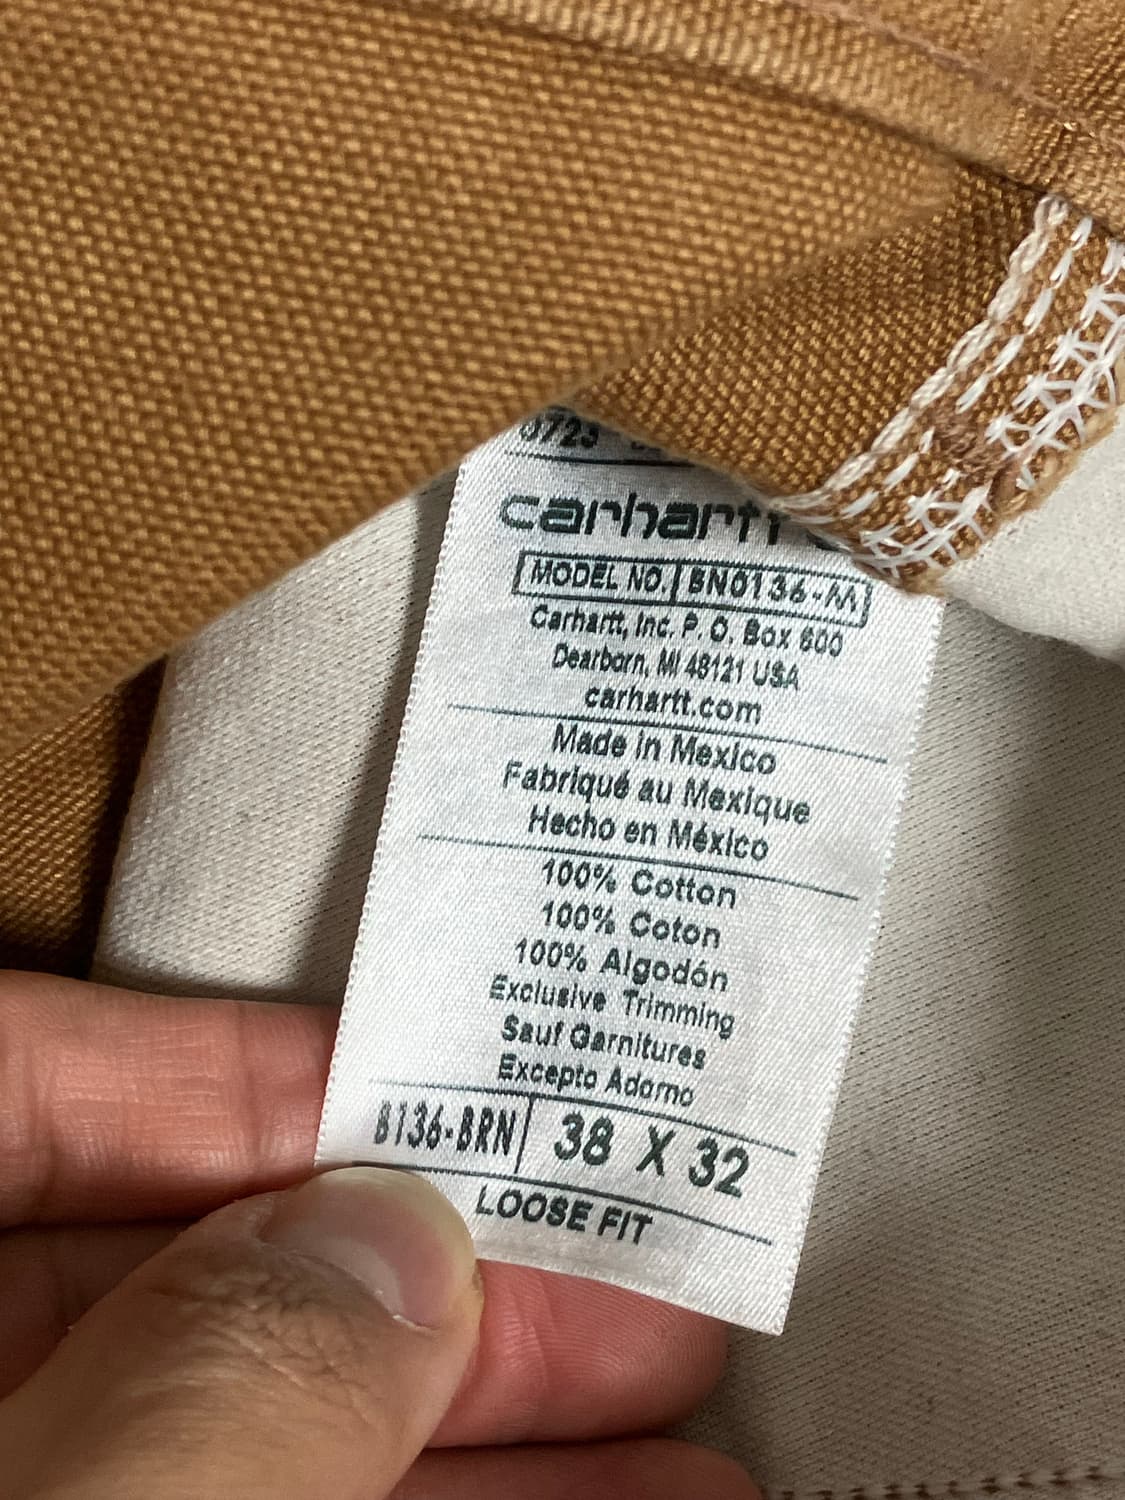 0723
carhartt
MODEL NO. BN0136-M
Carhartt, Inc. P. O. Box 600
Dearborn, MI 48121 USA
carhartt.com
Made in Mexico
Fabriqué au Mexique
Hecho en México
100% Cotton
100% Coton
100% Algodón
Exclusive Trimming
Sauf Garnitures
Excepto Adorno
B136-BRN 38 X 32
LOOSE FIT